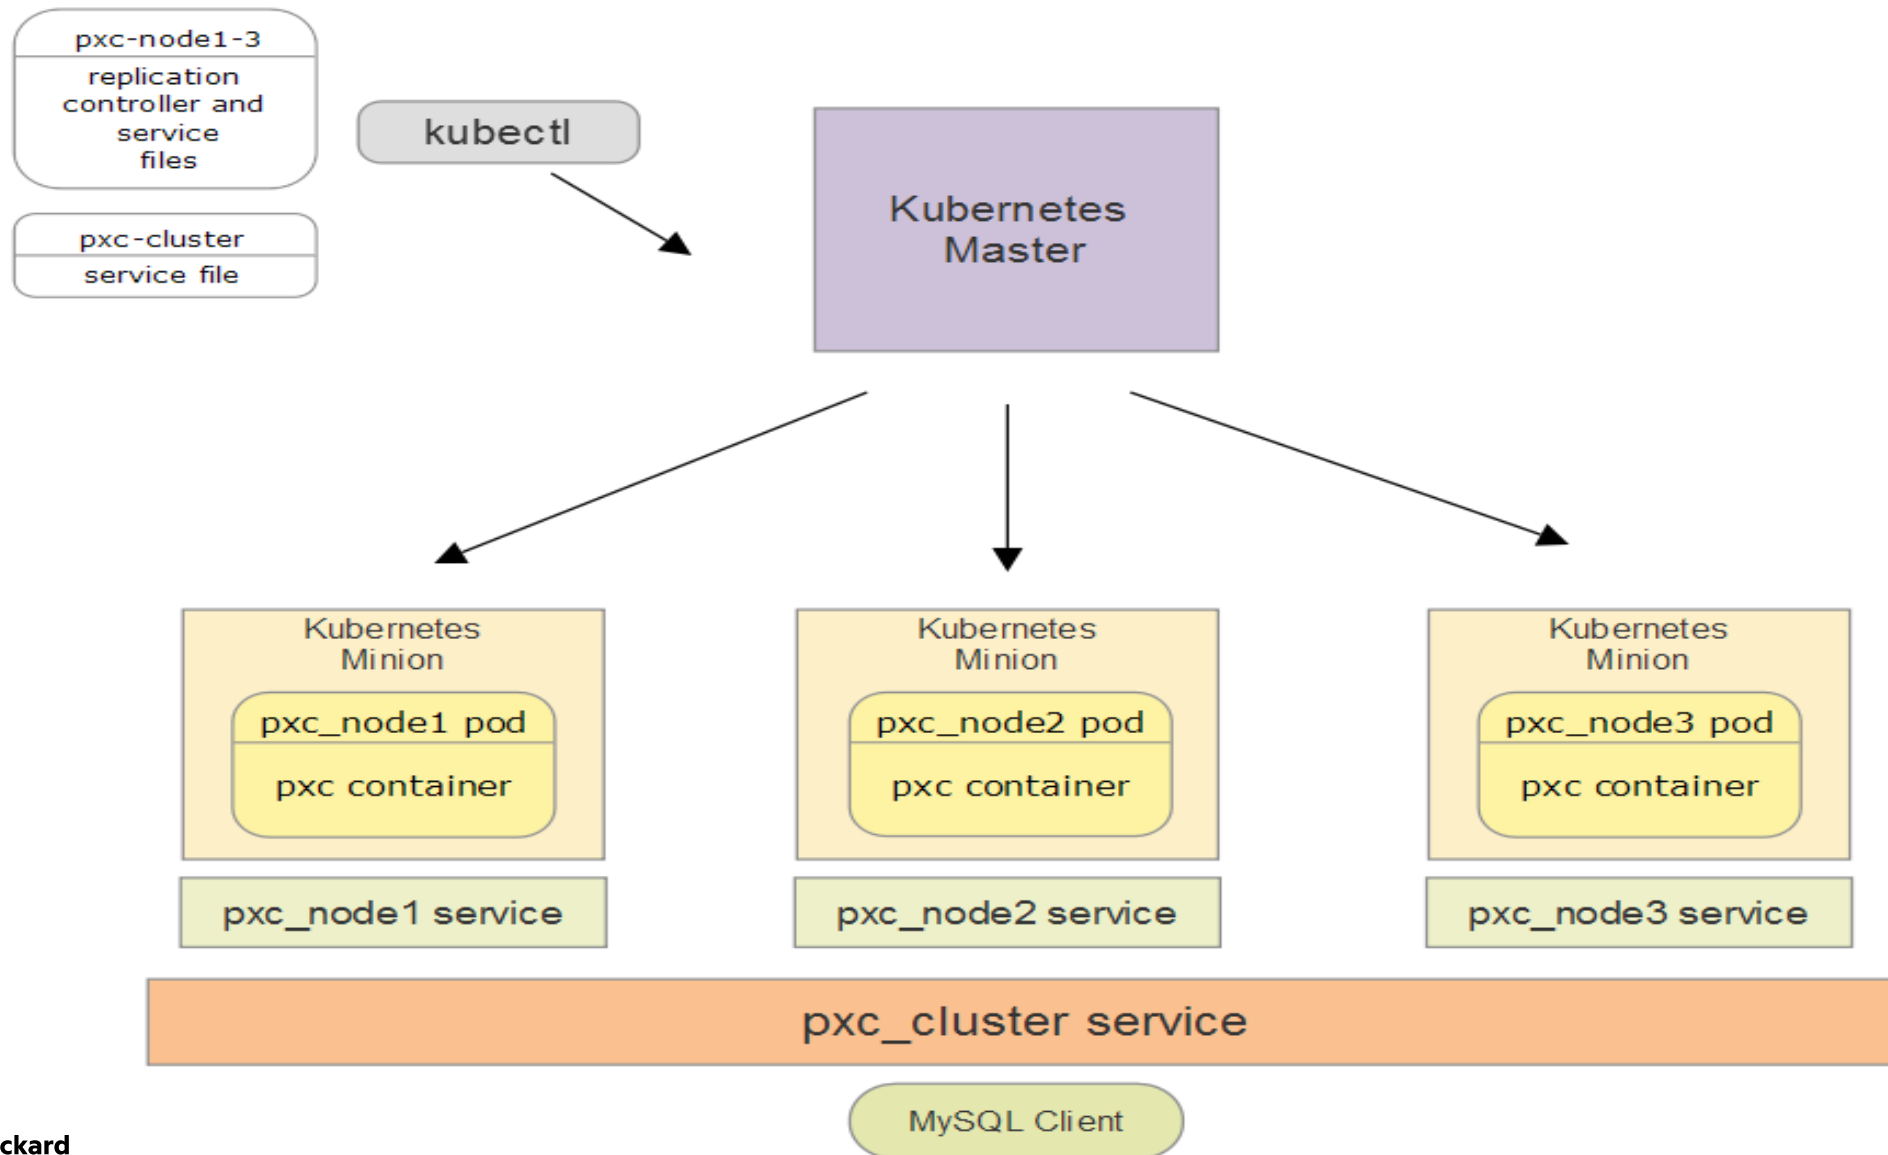 pxc-node1-3
replication
controller and
service
files
kubectl
pxc-cluster
service file
Kubernetes
Master
Kubernetes
Minion
pxc_node1 pod
pxc container
Kubernetes
Minion
pxc_node2 pod
pxc container
Kubernetes
Minion
pxc_node3 pod
pxc container
pxc_node1 service
pxc_node2 service
pxc_node3 service
pxc_cluster service
MySQL Client
ckard